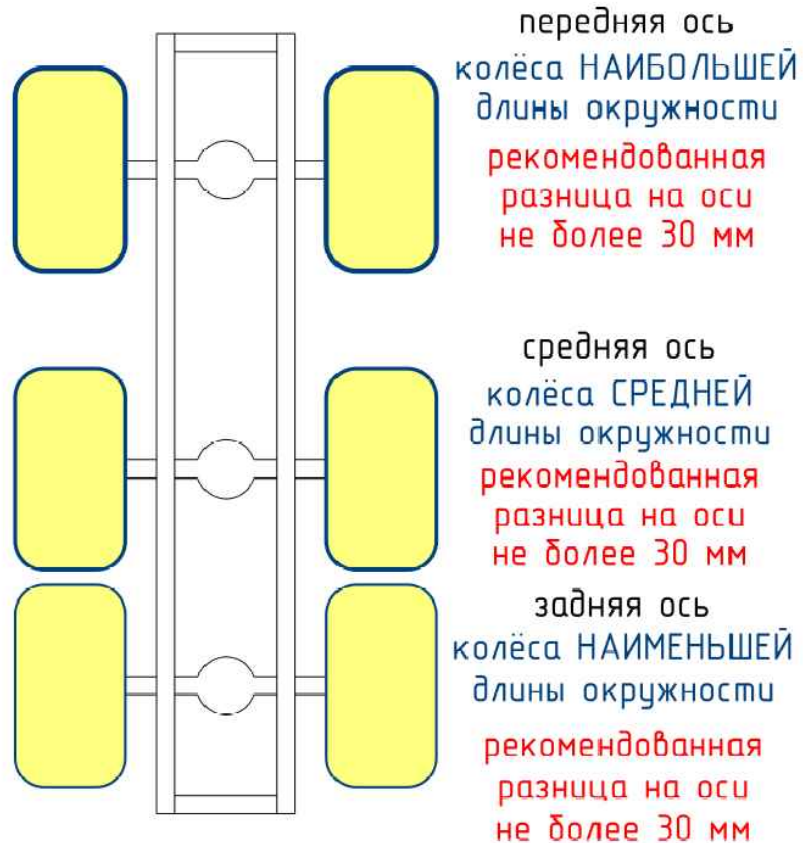 передняя ось
колёса НАИБОЛЬШЕЙ
длины окружности
рекомендованная
разница на оси
не более 30 мм
средняя ось
колёса СРЕДНЕЙ
длины окружности
рекомендованная
разница на оси
не более 30 мм
задняя ось
колёса НАИМЕНЬШЕЙ
длины окружности
рекомендованная
разница на оси
не более 30 мм